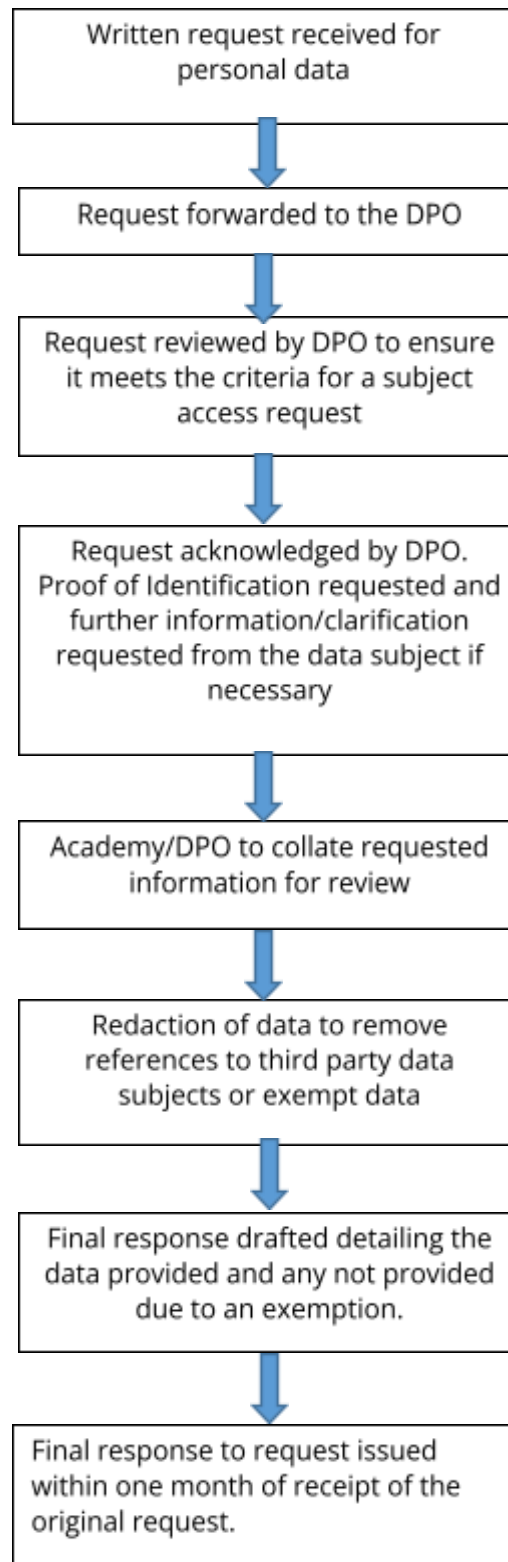 Written request received for
personal data
Request forwarded to the DPO
Request reviewed by DPO to ensure
it meets the criteria for a subject
access request
Request acknowledged by DPO.
Proof of Identification requested and
further information/clarification
requested from the data subject if
necessary
Academy/DPO to collate requested
information for review
Redaction of data to remove
references to third party data
subjects or exempt data
Final response drafted detailing the
data provided and any not provided
due to an exemption.
Final response to request issued
within one month of receipt of the
original request.